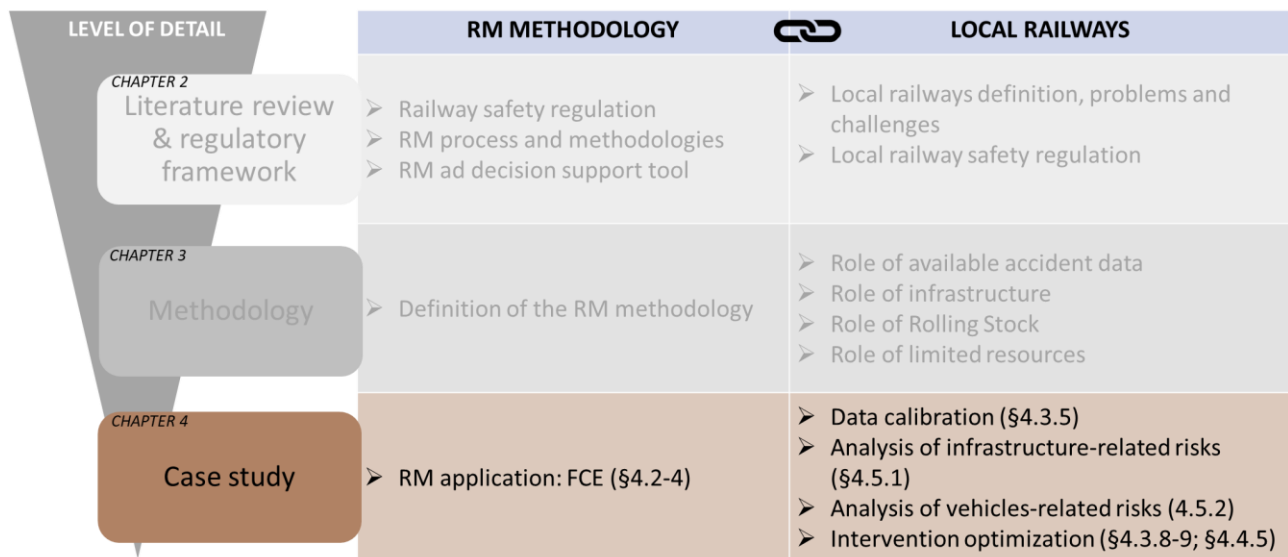 LEVEL OF DETAIL
RM METHODOLOGY
LOCAL RAILWAYS
CHAPTER 2
Literature review
& regulatory
framework
➢ Railway safety regulation
➢ RM process and methodologies
➢ RM ad decision support tool
➢ Local railways definition, problems and
challenges
➢ Local railway safety regulation
CHAPTER 3
Methodology
➢ Definition of the RM methodology
➢ Role of available accident data
➢ Role of infrastructure
➢ Role of Rolling Stock
➢ Role of limited resources
CHAPTER 4
Case study
➢ RM application: FCE (§4.2-4)
➢ Data calibration (§4.3.5)
➢ Analysis of infrastructure-related risks
(§4.5.1)
➢ Analysis of vehicles-related risks (4.5.2)
➢ Intervention optimization (§4.3.8-9; §4.4.5)